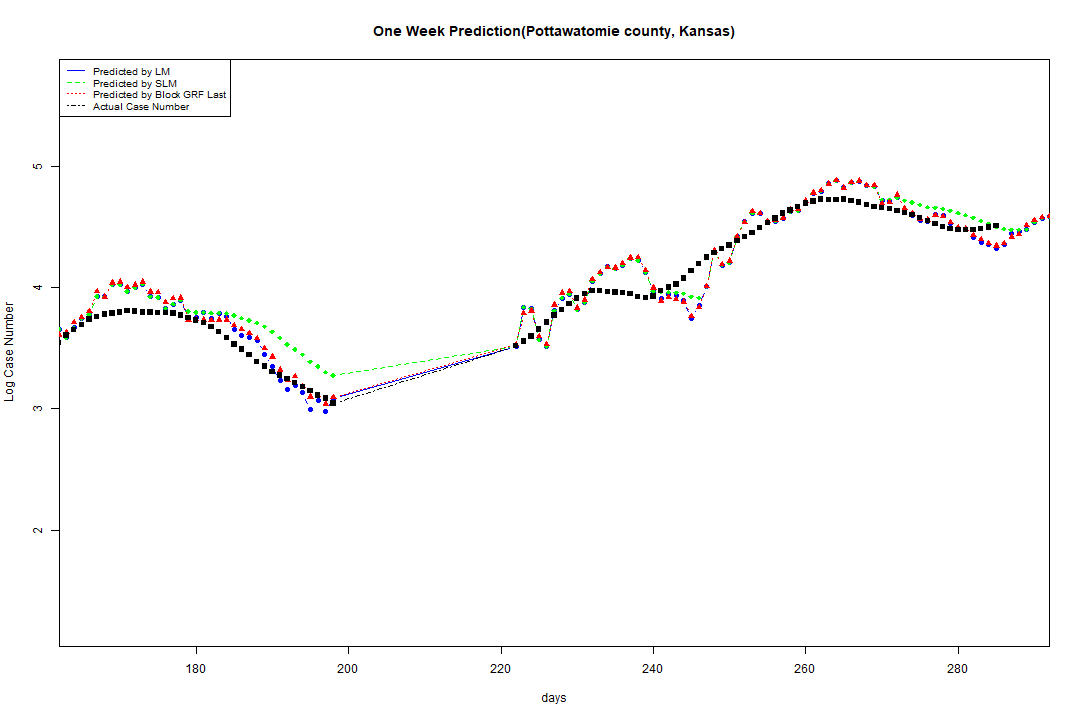 One Week Prediction(Pottawatomie county, Kansas)
Predicted by LM
Predicted by SLM
Predicted by Block GRF Last
Actual Case Number
5
4
3
2
Log Case Number
180 200 220 240 260 280
days